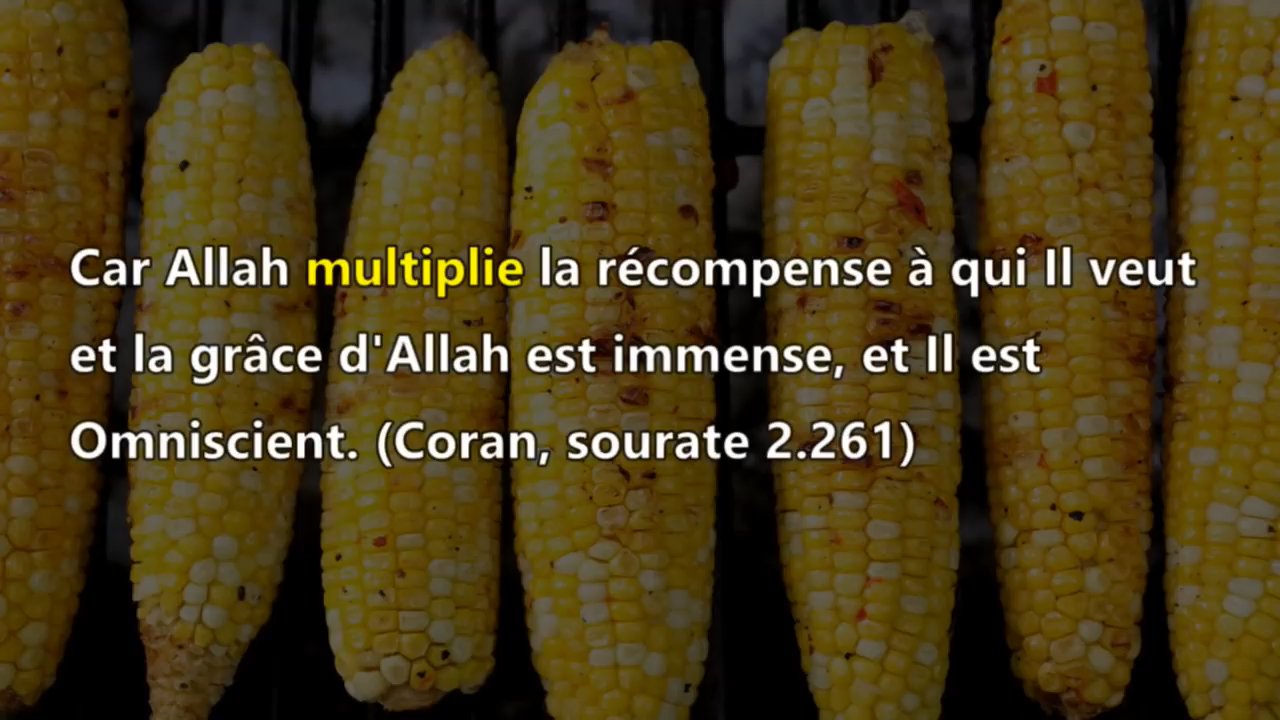 Car Allah multiplie la récompense à qui Il veut
et la grâce d'Allah est immense, et Il est
Omniscient. (Coran, sourate 2.261)